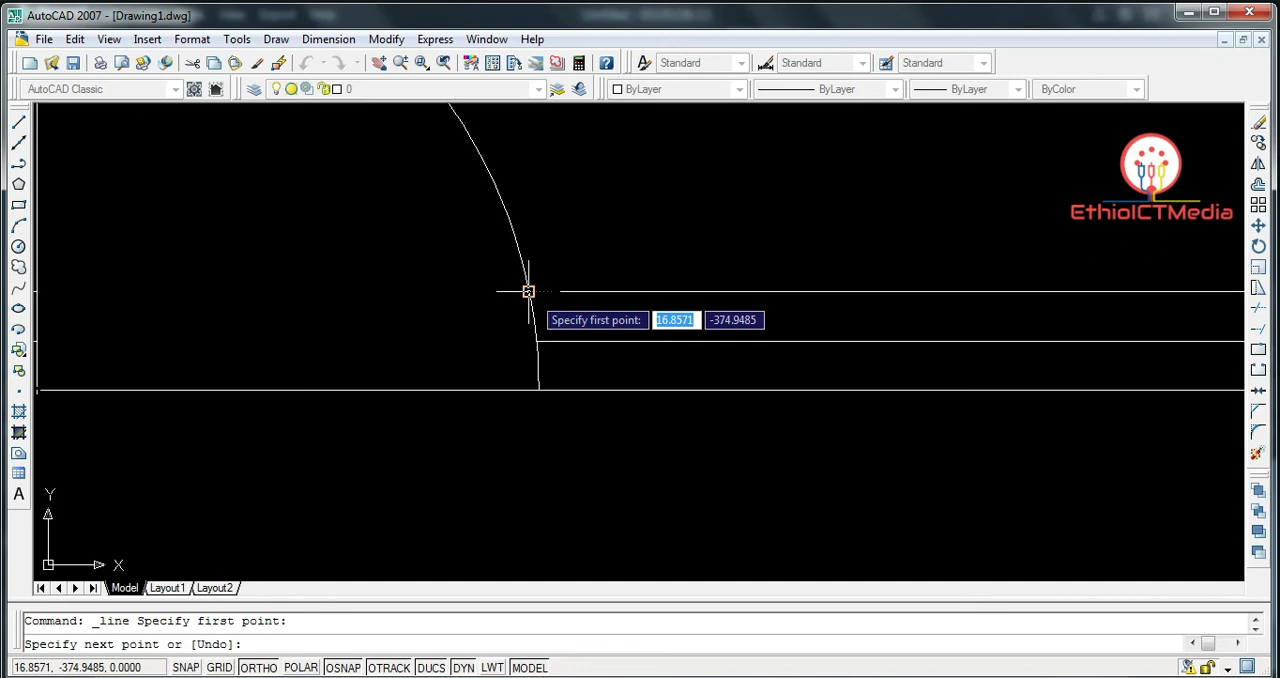 AutoCAD 2007 - [Drawing1.dwg]
File Edit View Insert Format Tools Draw Dimension Modify Express Window Help
Standard Standard Standard
AutoCAD Classic 0 ByLayer ByLayer ByLayer ByColor
EthioICTMedia
Specify first point: 16.8571 -374.9485
Y
X
Model Layout1 Layout2
Command: _line Specify first point:
Specify next point or [Undo]:
16.8571, -374.9485, 0.0000 SNAP GRID ORTHO POLAR OSNAP OTRACK DUCS DYN LWT MODEL